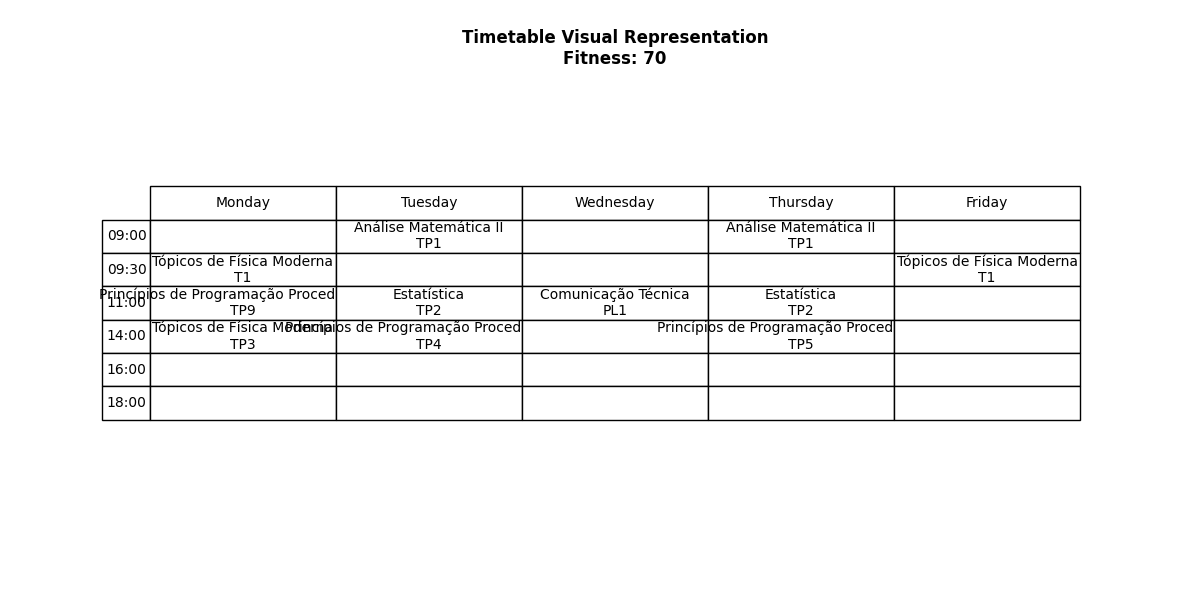 Timetable Visual Representation
Fitness: 70
Monday Tuesday Wednesday Thursday Friday
09:00 Análise Matemática II Análise Matemática II
TP1 TP1
09:30 Tópicos de Física Moderna Tópicos de Física Moderna
T1 T1
11:00 Princípios de Programação Proced Estatística Comunicação Técnica Estatística
TP9 TP2 PL1 TP2
14:00 Tópicos de Física Moderna Princípios de Programação Proced Princípios de Programação Proced
TP3 TP4 TP5
16:00
18:00